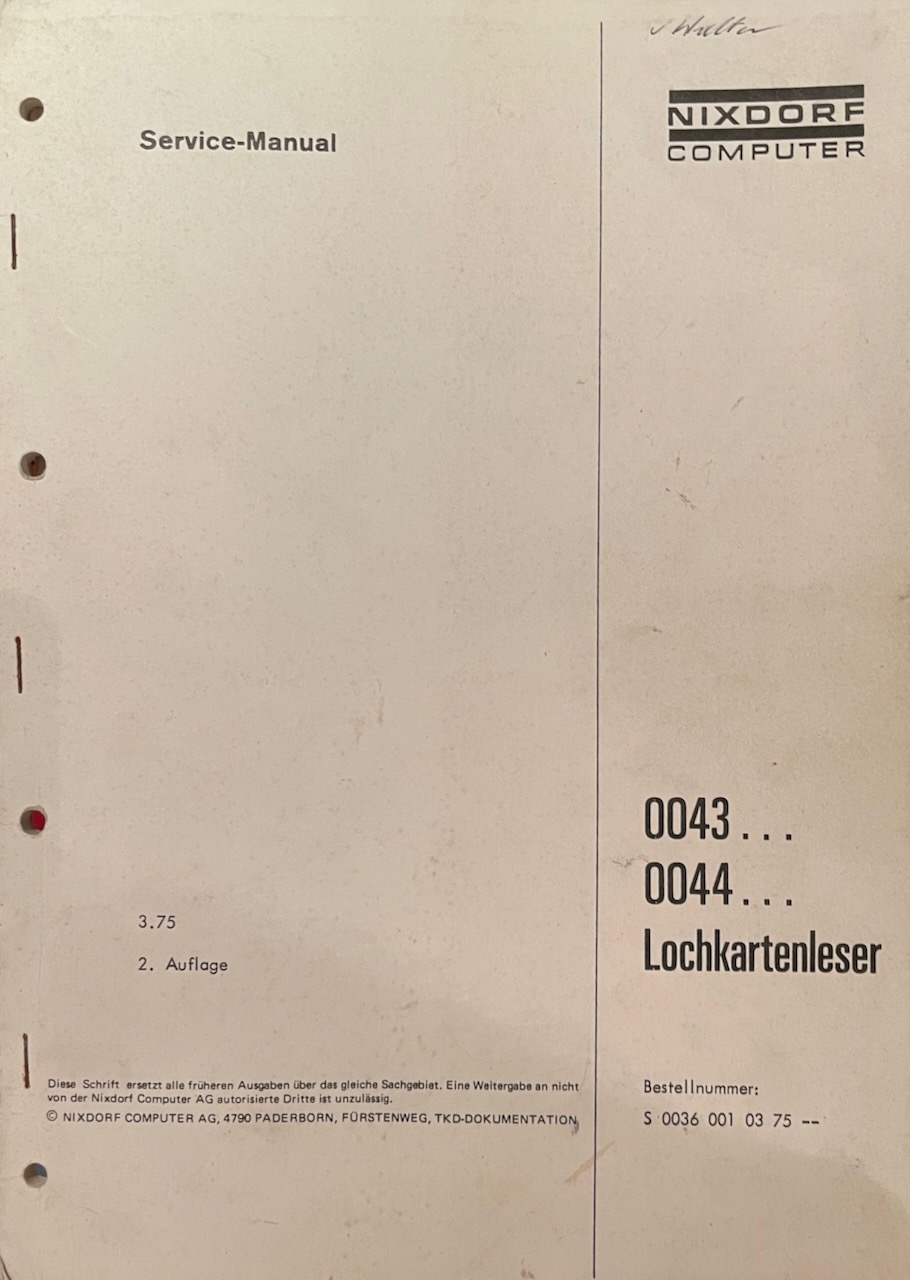 Service-Manual
NIXDORF
COMPUTER
0043...
0044...
Lochkartenleser
3.75
2. Auflage
Diese Schrift ersetzt alle früheren Ausgaben über das gleiche Sachgebiet. Eine Weitergabe an nicht
von der Nixdorf Computer AG autorisierte Dritte ist unzulässig.
© NIXDORF COMPUTER AG, 4790 PADERBORN, FÜRSTENWEG, TKD-DOKUMENTATION
Bestellnummer:
S 0036 001 03 75 --